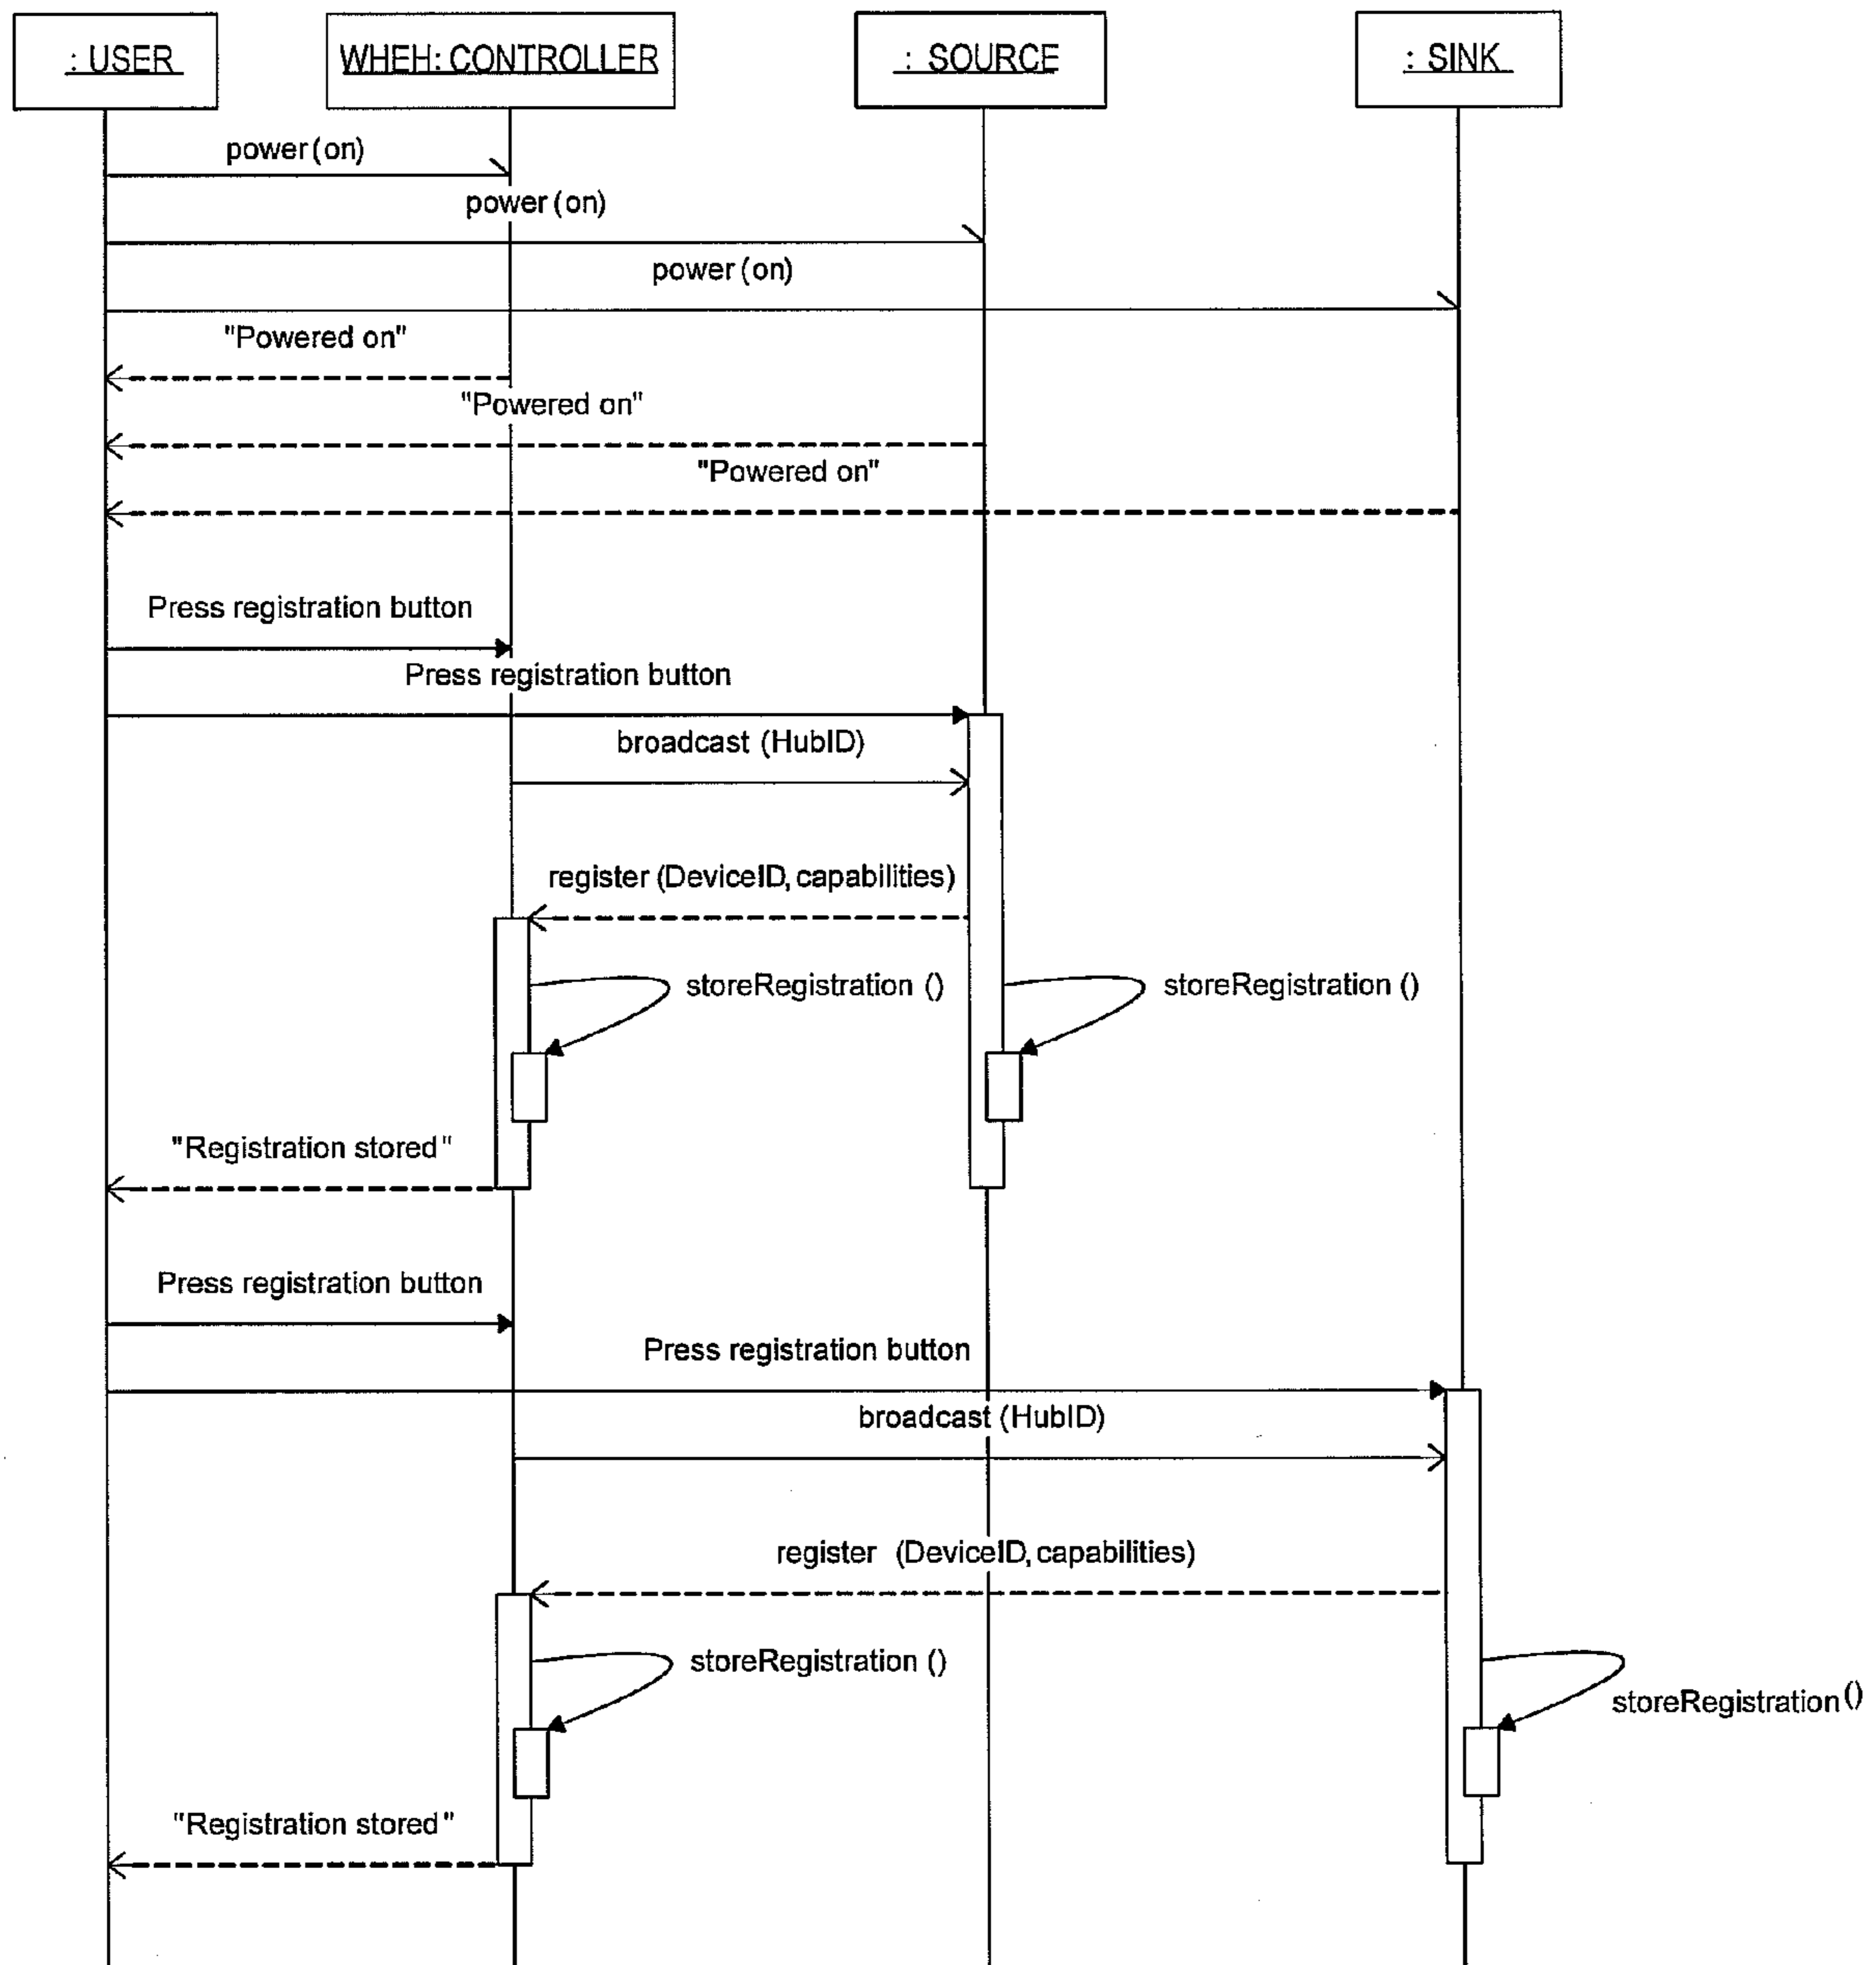 : USER
WHEH: CONTROLLER
: SOURCE
: SINK
power (on)
power (on)
power (on)
"Powered on"
"Powered on"
"Powered on"
Press registration button
Press registration button
broadcast (HubID)
register (DeviceID, capabilities)
storeRegistration ()
storeRegistration ()
"Registration stored"
Press registration button
Press registration button
broadcast (HubID)
register (DeviceID, capabilities)
storeRegistration ()
storeRegistration ()
"Registration stored"